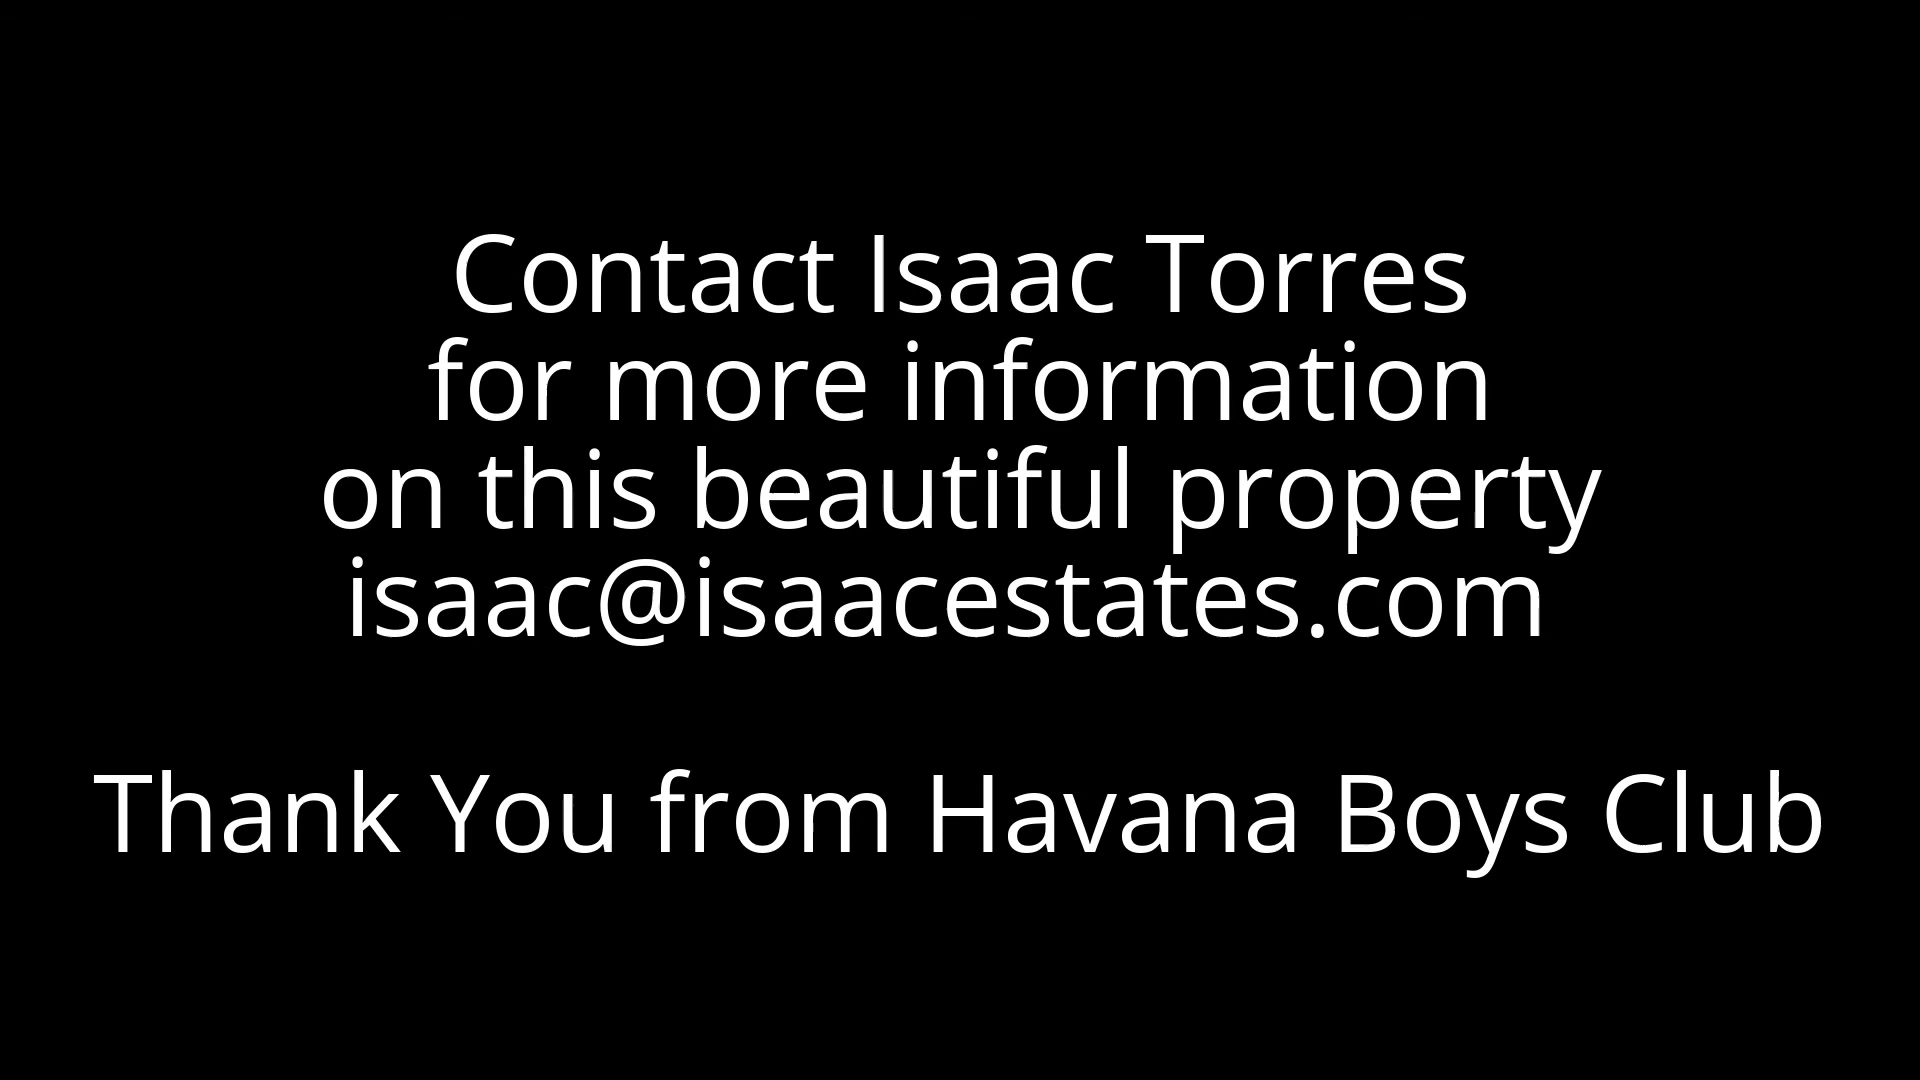 Contact Isaac Torres
for more information
on this beautiful property
isaac@isaacestates.com
Thank You from Havana Boys Club